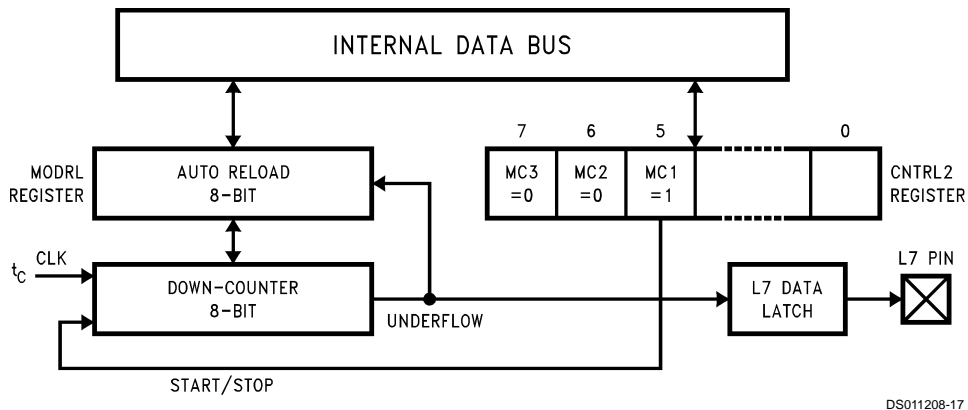 INTERNAL DATA BUS
7 6 5 0
MODRL
REGISTER
AUTO RELOAD
8-BIT
MC3
=0
MC2
=0
MC1
=1
CNTRL2
REGISTER
tC CLK
DOWN-COUNTER
8-BIT
UNDERFLOW
L7 DATA
LATCH
L7 PIN
START/STOP
DS011208-17